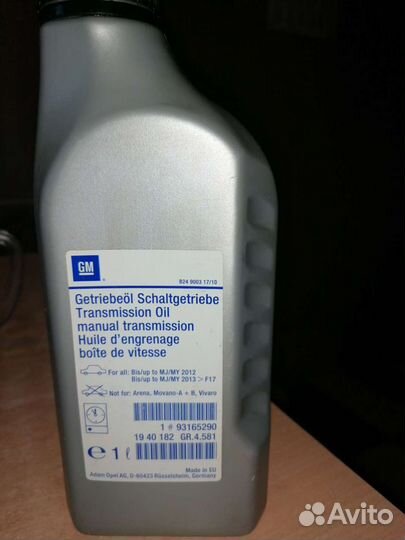 GM
824 9003 17/10
Getriebeöl Schaltgetriebe
Transmission Oil
manual transmission
Huile d'engrenage
boîte de vitesse
For all: Bis/up to MJ/MY 2012
Bis/up to MJ/MY 2013 > F17
Not for: Arena, Movano-A + B, Vivaro
1 # 93165290
19 40 182 GR.4.581
e 1 ℓ
Made in EU
Adam Opel AG, D-65423 Rüsselsheim, Germany
Avito